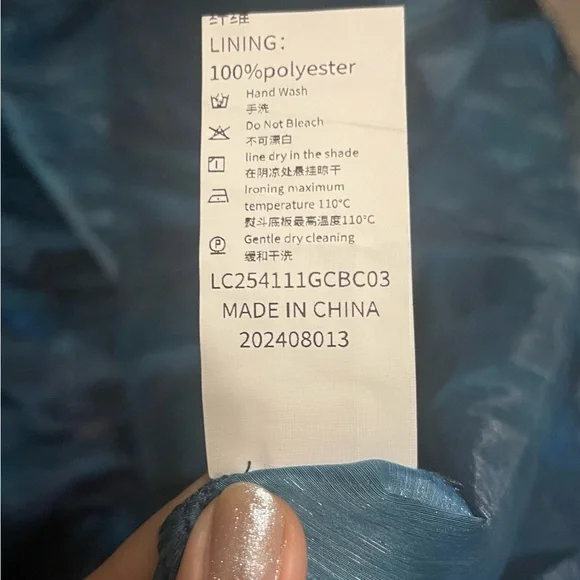 纤维
LINING:
100%polyester
Hand Wash
手洗
Do Not Bleach
不可漂白
line dry in the shade
在阴凉处悬挂晾干
Ironing maximum
temperature 110℃
熨斗底板最高温度110℃
Gentle dry cleaning
缓和干洗
P
LC254111GCBC03
MADE IN CHINA
202408013